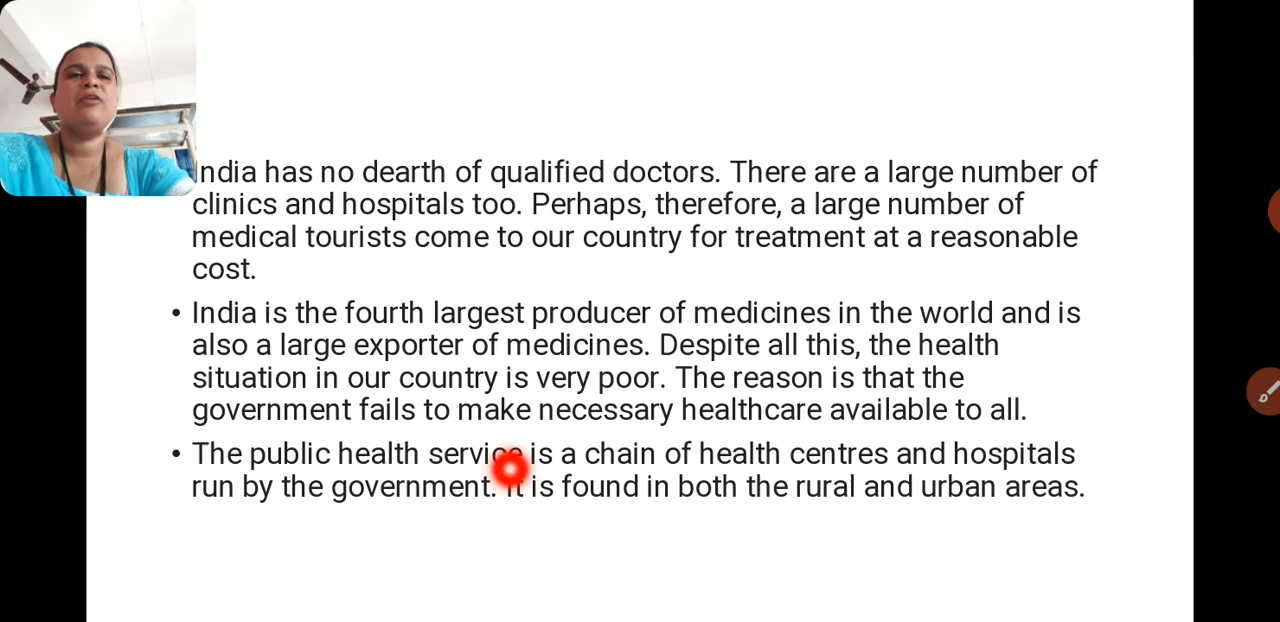 India has no dearth of qualified doctors. There are a large number of
clinics and hospitals too. Perhaps, therefore, a large number of
medical tourists come to our country for treatment at a reasonable
cost.
• India is the fourth largest producer of medicines in the world and is
also a large exporter of medicines. Despite all this, the health
situation in our country is very poor. The reason is that the
government fails to make necessary healthcare available to all.
• The public health service is a chain of health centres and hospitals
run by the government. It is found in both the rural and urban areas.